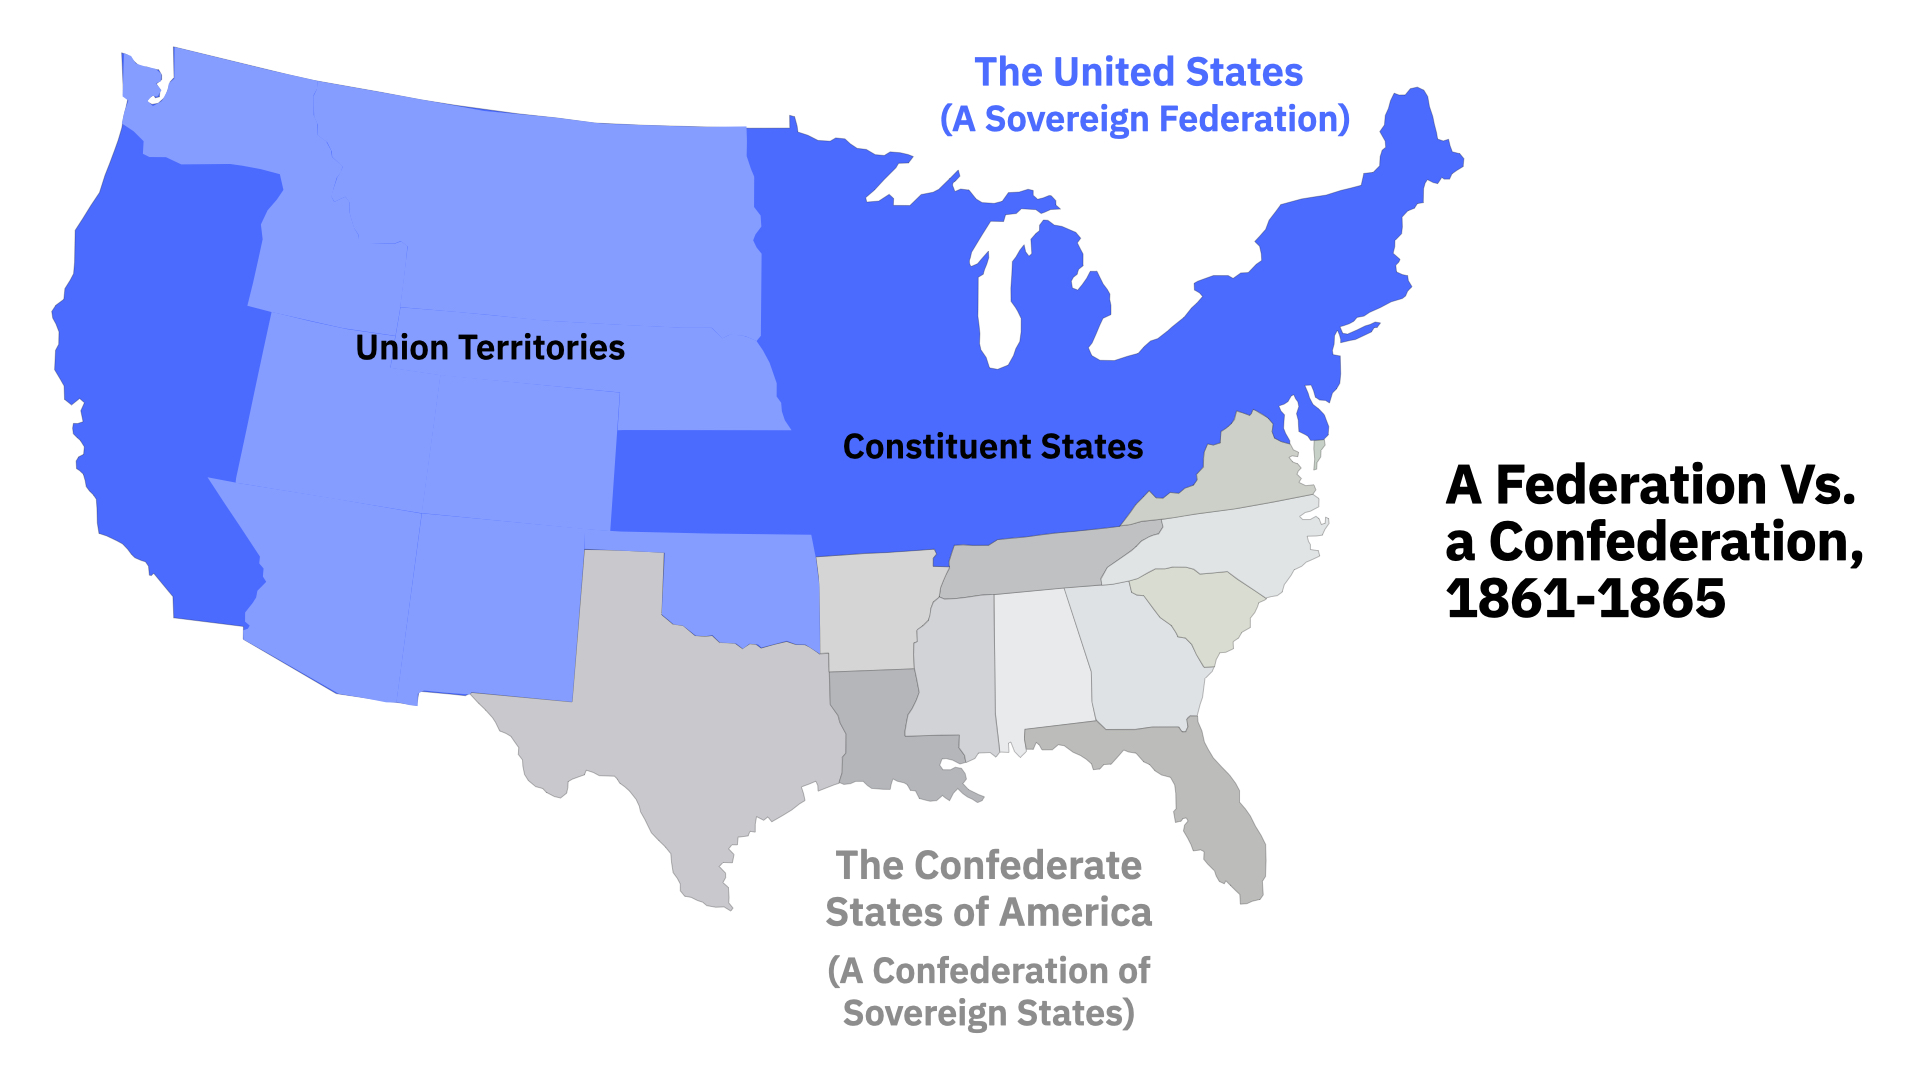 The United States
(A Sovereign Federation)
Union Territories
Constituent States
A Federation Vs.
a Confederation,
1861-1865
The Confederate
States of America
(A Confederation of
Sovereign States)